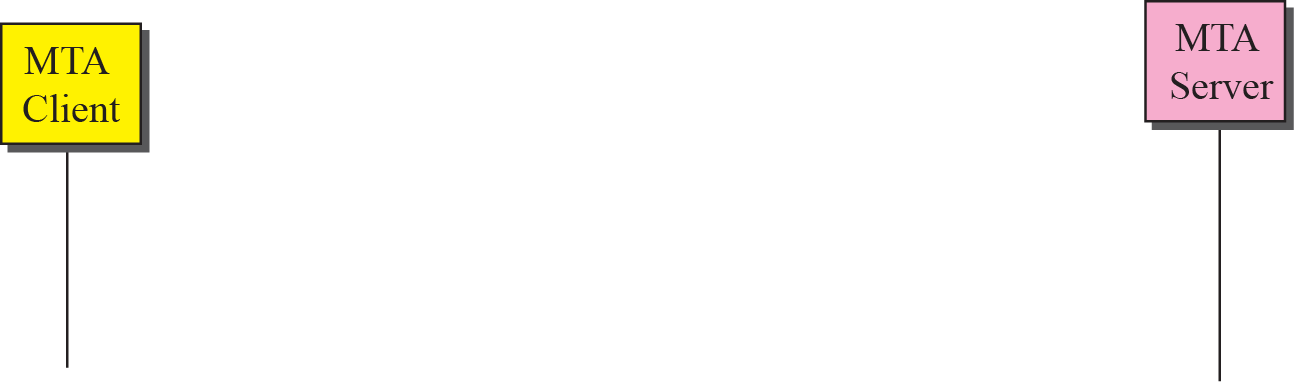 MTA
Client
MTA
Server